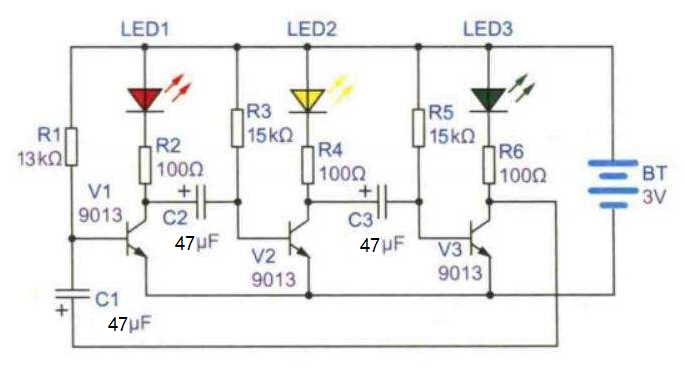 LED1 LED2 LED3
R1
13kΩ
R2
100Ω
R3
15kΩ
R4
100Ω
R5
15kΩ
R6
100Ω
BT
3V
V1
9013
+
C2
47μF
V2
9013
+
C3
47μF
V3
9013
C1
+
47μF